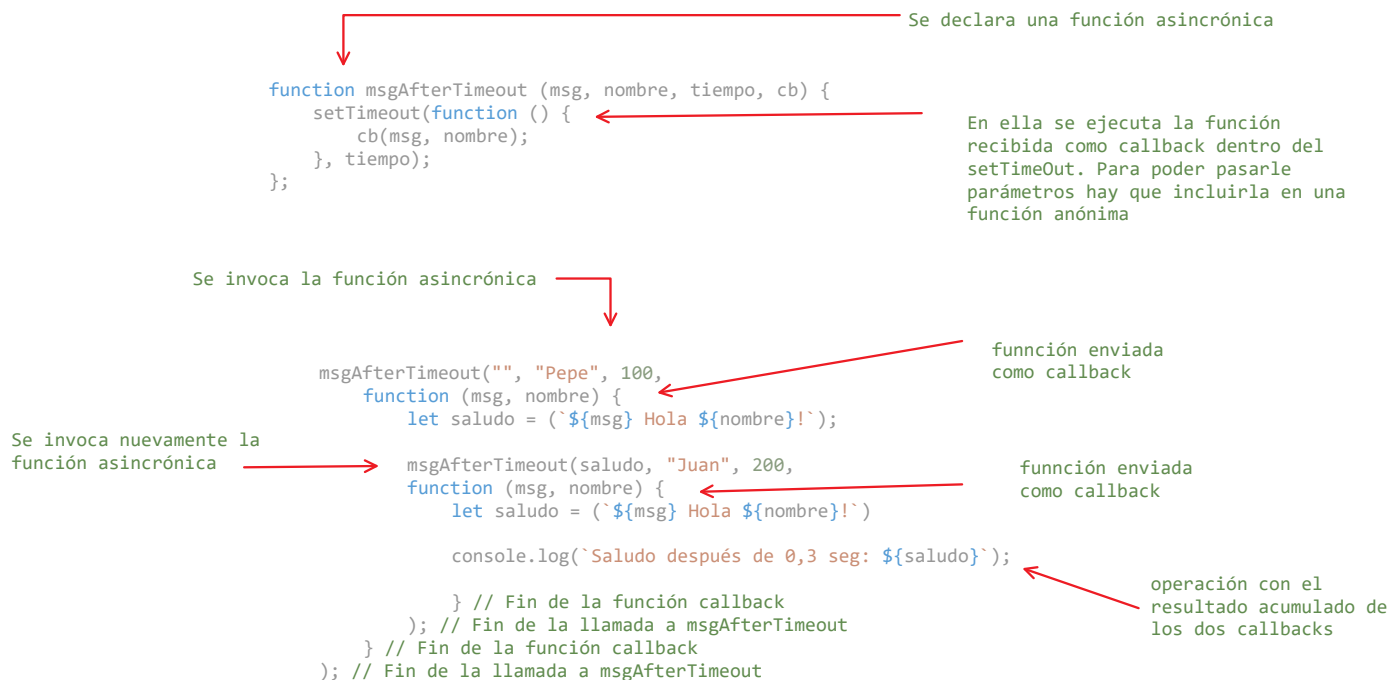 Se declara una función asincrónica
function msgAfterTimeout (msg, nombre, tiempo, cb) {
    setTimeout(function () {
        cb(msg, nombre);
    }, tiempo);
};
En ella se ejecuta la función
recibida como callback dentro del
setTimeOut. Para poder pasarle
parámetros hay que incluirla en una
función anónima
Se invoca la función asincrónica
msgAfterTimeout("", "Pepe", 100,
    function (msg, nombre) {
        let saludo = (`${msg} Hola ${nombre}!`);
funnción enviada
como callback
Se invoca nuevamente la
función asincrónica
        msgAfterTimeout(saludo, "Juan", 200,
        function (msg, nombre) {
            let saludo = (`${msg} Hola ${nombre}!`)
funnción enviada
como callback
            console.log(`Saludo después de 0,3 seg: ${saludo}`);
operación con el
resultado acumulado de
los dos callbacks
            } // Fin de la función callback
        ); // Fin de la llamada a msgAfterTimeout
    } // Fin de la función callback
); // Fin de la llamada a msgAfterTimeout